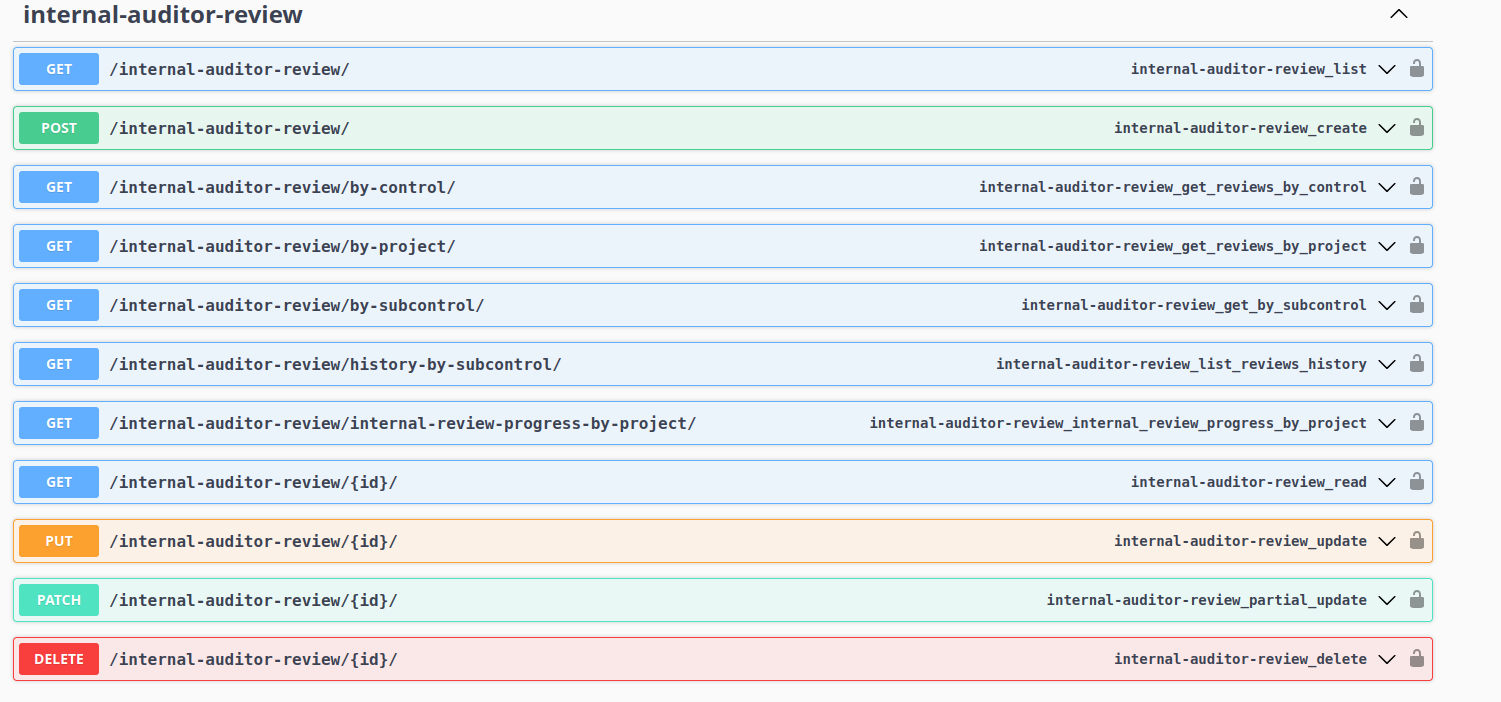 internal-auditor-review
GET /internal-auditor-review/ internal-auditor-review_list
POST /internal-auditor-review/ internal-auditor-review_create
GET /internal-auditor-review/by-control/ internal-auditor-review_get_reviews_by_control
GET /internal-auditor-review/by-project/ internal-auditor-review_get_reviews_by_project
GET /internal-auditor-review/by-subcontrol/ internal-auditor-review_get_by_subcontrol
GET /internal-auditor-review/history-by-subcontrol/ internal-auditor-review_list_reviews_history
GET /internal-auditor-review/internal-review-progress-by-project/ internal-auditor-review_internal_review_progress_by_project
GET /internal-auditor-review/{id}/ internal-auditor-review_read
PUT /internal-auditor-review/{id}/ internal-auditor-review_update
PATCH /internal-auditor-review/{id}/ internal-auditor-review_partial_update
DELETE /internal-auditor-review/{id}/ internal-auditor-review_delete